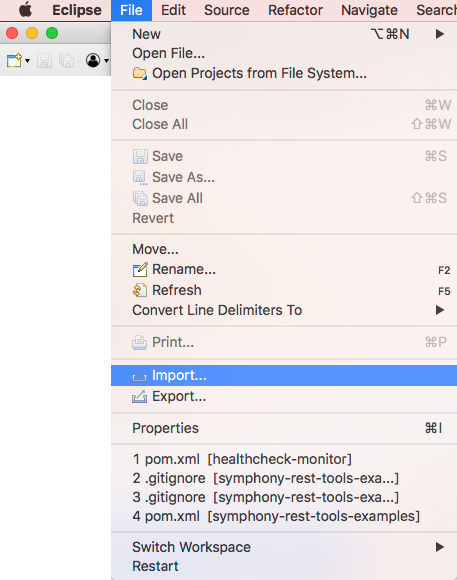 Eclipse File Edit Source Refactor Navigate Search
New ⌥⌘N ▶
Open File...
Open Projects from File System...
Close ⌘W
Close All ⇧⌘W
Save ⌘S
Save As...
Save All ⇧⌘S
Revert
Move...
Rename... F2
Refresh F5
Convert Line Delimiters To ▶
Print... ⌘P
Import...
Export...
Properties ⌘I
1 pom.xml [healthcheck-monitor]
2 .gitignore [symphony-rest-tools-exa...]
3 .gitignore [symphony-rest-tools-exa...]
4 pom.xml [symphony-rest-tools-examples]
Switch Workspace ▶
Restart